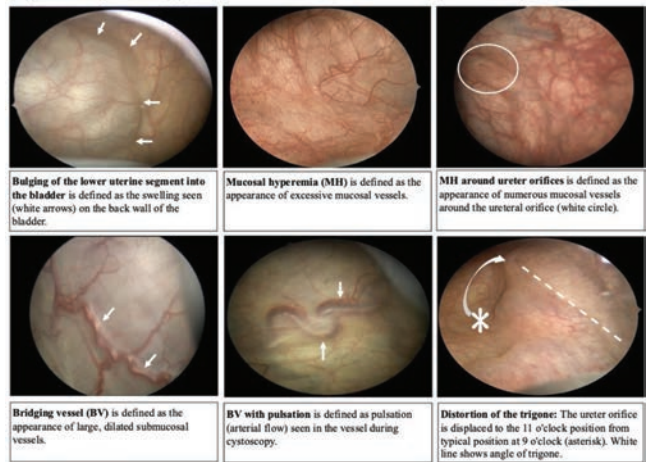 Bulging of the lower uterine segment into
the bladder is defined as the swelling seen
(white arrows) on the back wall of the
bladder.
Mucosal hyperemia (MH) is defined as the
appearance of excessive mucosal vessels.
MH around ureter orifices is defined as the
appearance of numerous mucosal vessels
around the ureteral orifice (white circle).
Bridging vessel (BV) is defined as the
appearance of large, dilated submucosal
vessels.
BV with pulsation is defined as pulsation
(arterial flow) seen in the vessel during
cystoscopy.
Distortion of the trigone: The ureter orifice
is displaced to the 11 o'clock position from
typical position at 9 o'clock (asterisk). White
line shows angle of trigone.